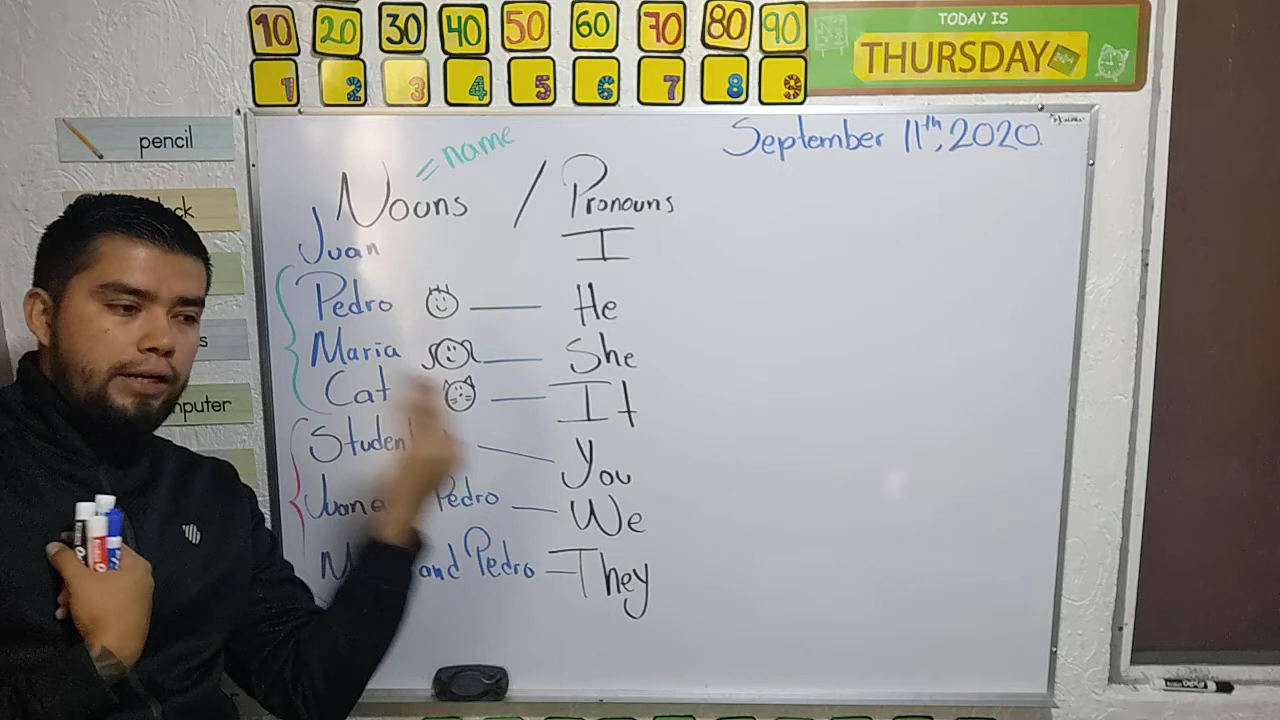 10 20 30 40 50 60 70 80 90
1 2 3 4 5 6 7 8 9
TODAY IS
THURSDAY
pencil
September 11th, 2020.
= name
Nouns / Pronouns
Juan I
Pedro He
Maria She
Cat It
Studen You
Juan Pedro We
and Pedro They